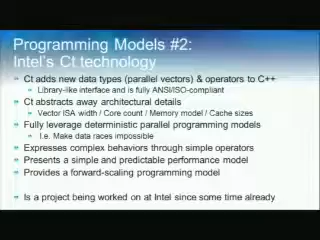 Programming Models #2:
Intel's Ct technology
Ct adds new data types (parallel vectors) & operators to C++
Library-like interface and is fully ANSI/ISO-compliant
Ct abstracts away architectural details
Vector ISA width / Core count / Memory model / Cache sizes
Fully leverage deterministic parallel programming models
I.e. Make data races impossible
Expresses complex behaviors through simple operators
Presents a simple and predictable performance model
Provides a forward-scaling programming model
Is a project being worked on at Intel since some time already